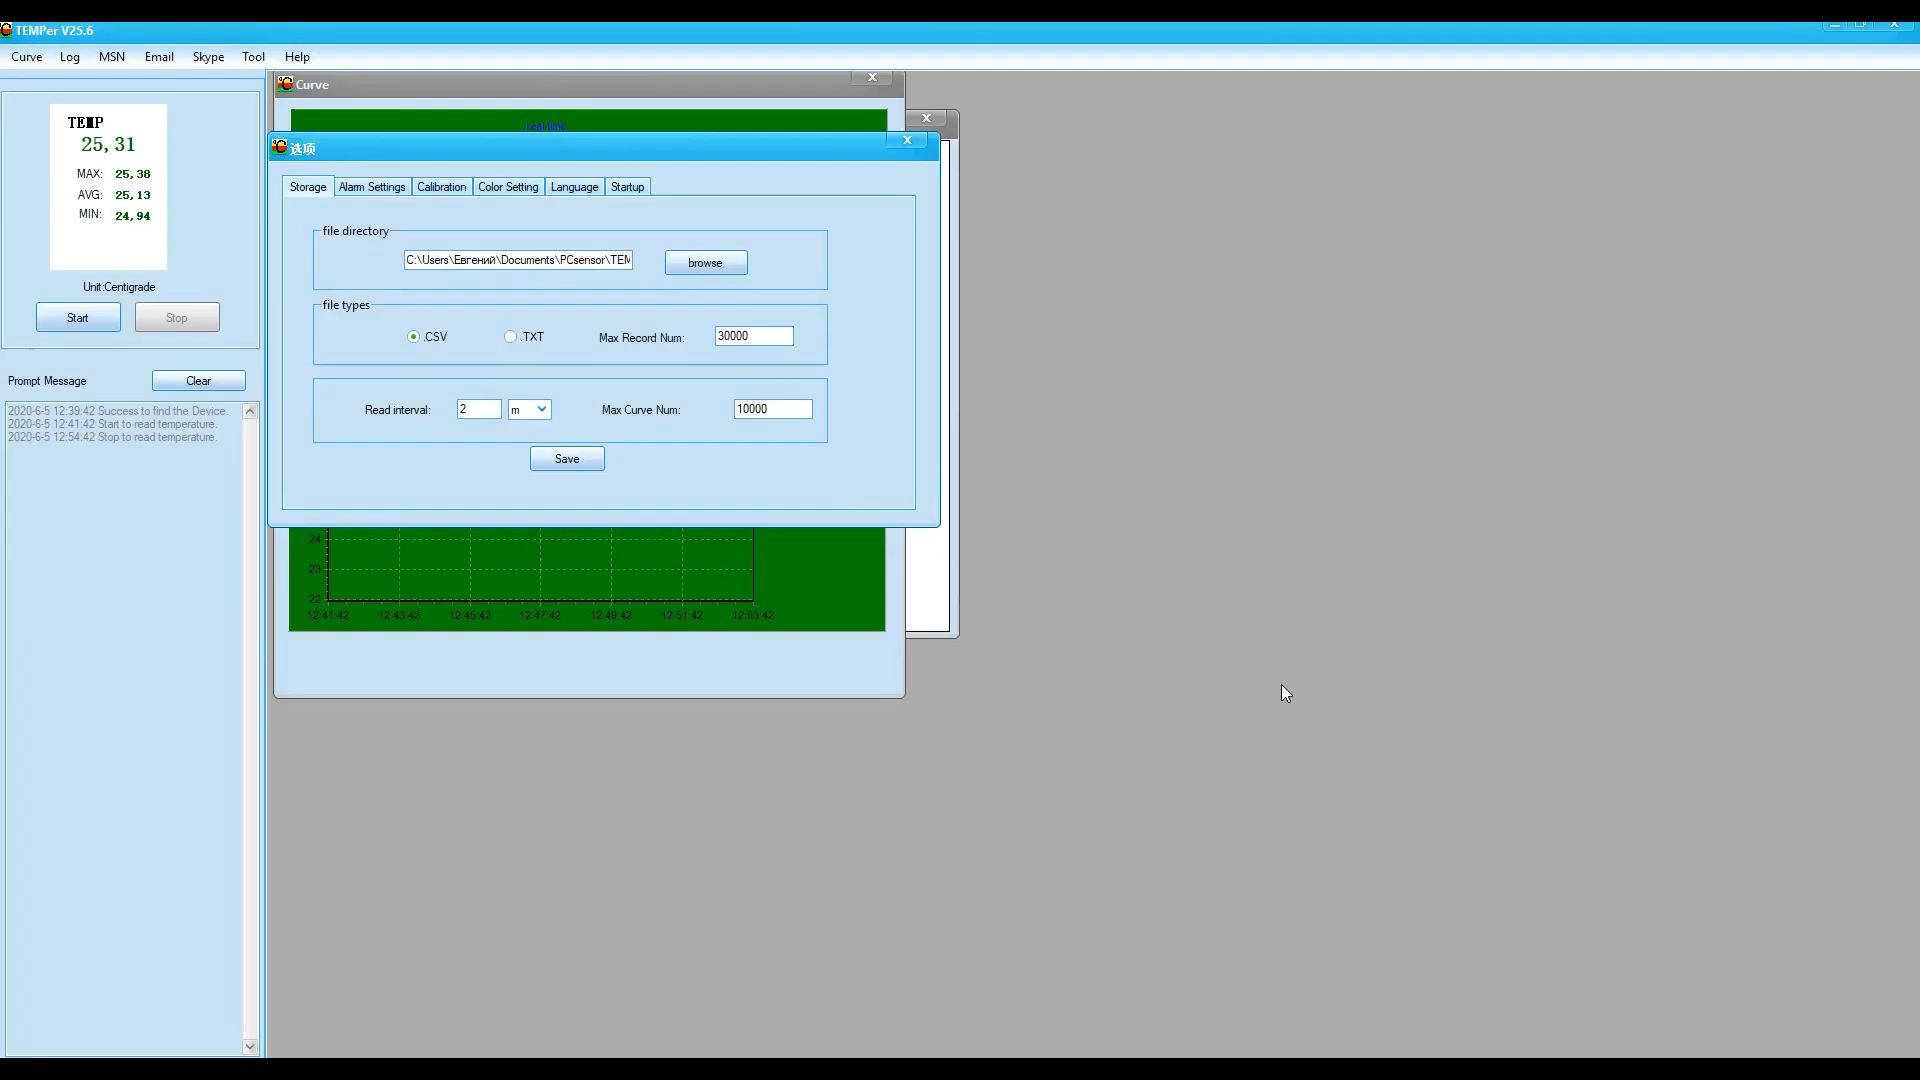 TEMPer V25.6
Curve Log MSN Email Skype Tool Help
TEMP
25,31
MAX: 25,38
AVG: 25,13
MIN: 24,94
Unit:Centigrade
Start Stop
Prompt Message Clear
2020-6-5 12:39:42 Success to find the Device.
2020-6-5 12:41:42 Start to read temperature.
2020-6-5 12:54:42 Stop to read temperature.
Curve
real time
选项
Storage Alarm Settings Calibration Color Setting Language Startup
file directory
C:\Users\Евгений\Documents\PCsensor\TEM
browse
file types
.CSV .TXT Max Record Num: 30000
Read interval: 2 m Max Curve Num: 10000
Save
24
23
22
12:41:42 12:43:42 12:45:42 12:47:42 12:49:42 12:51:42 12:53:42